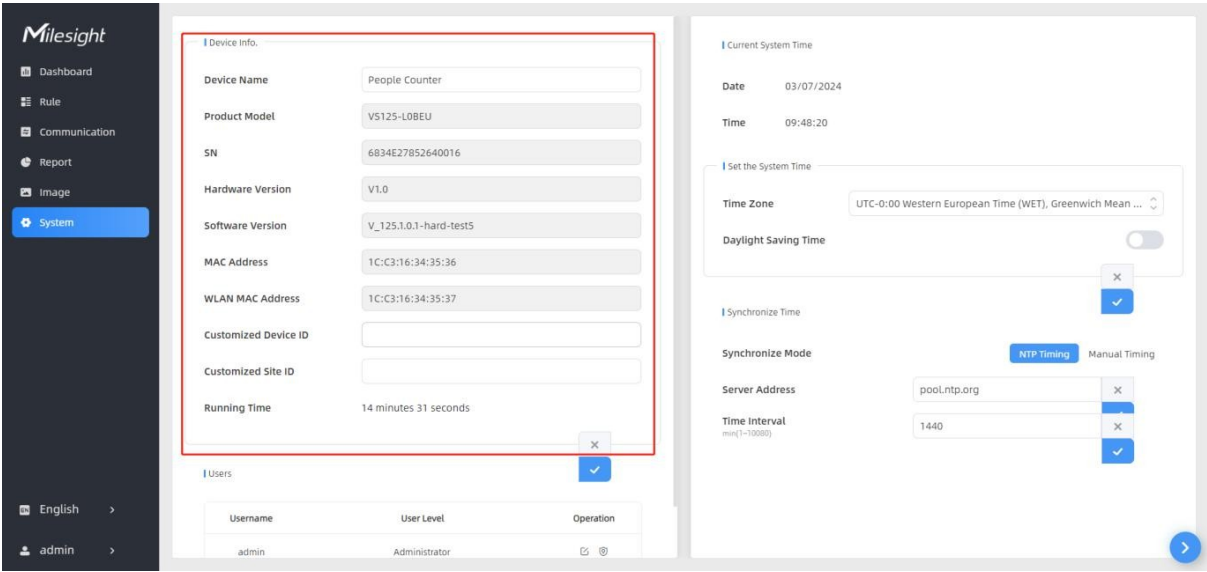 Milesight
Dashboard
Rule
Communication
Report
Image
System
EN English
admin
Device Info.
Device Name People Counter
Product Model VS125-L0BEU
SN 6834E27852640016
Hardware Version V1.0
Software Version V_125.1.0.1-hard-test5
MAC Address 1C:C3:16:34:35:36
WLAN MAC Address 1C:C3:16:34:35:37
Customized Device ID
Customized Site ID
Running Time 14 minutes 31 seconds
Users
Username User Level Operation
admin Administrator
Current System Time
Date 03/07/2024
Time 09:48:20
Set the System Time
Time Zone UTC-0:00 Western European Time (WET), Greenwich Mean ...
Daylight Saving Time
Synchronize Time
Synchronize Mode NTP Timing Manual Timing
Server Address pool.ntp.org
Time Interval 1440
min(1~10080)